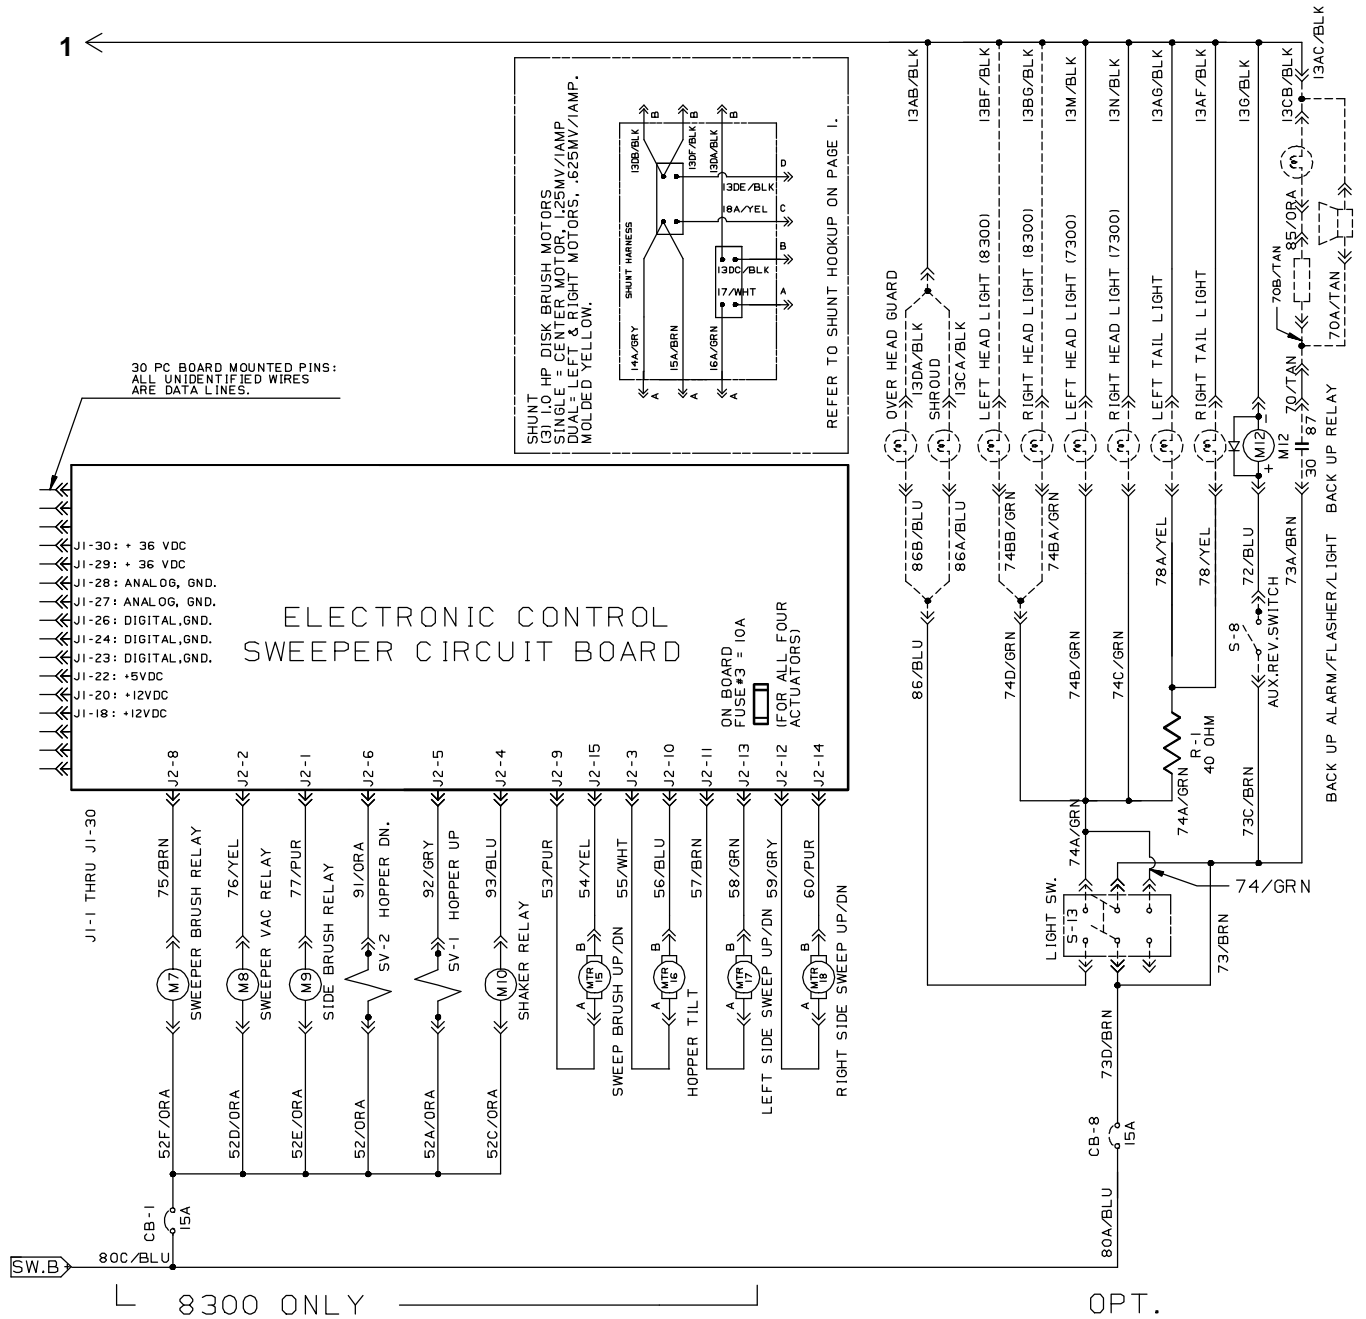 1
13AC/BLK
13AB/BLK
13BF/BLK
13BG/BLK
13M/BLK
13N/BLK
13AG/BLK
13AF/BLK
13G/BLK
13CB/BLK
SHUNT
(3) 1.0 HP DISK BRUSH MOTORS
SINGLE = CENTER MOTOR, 1.25MV/1AMP
DUAL= LEFT & RIGHT MOTORS, .625MV/1AMP.
MOLDED YELLOW.
SHUNT HARNESS
B
B
B
13DB/BLK
13DF/BLK
13DA/BLK
D
13DE/BLK
C
18A/YEL
B
13DC/BLK
A
17/WHT
14A/GRY
15A/BRN
16A/GRN
A
A
A
REFER TO SHUNT HOOKUP ON PAGE 1.
85/ORA
70B/TAN
70A/TAN
70/TAN
OVER HEAD GUARD
13DA/BLK
SHROUD
13CA/BLK
LEFT HEAD LIGHT (8300)
RIGHT HEAD LIGHT (8300)
LEFT HEAD LIGHT (7300)
RIGHT HEAD LIGHT (7300)
LEFT TAIL LIGHT
RIGHT TAIL LIGHT
-
M12
+
M12
87
30
BACK UP ALARM/FLASHER/LIGHT BACK UP RELAY
86B/BLU
86A/BLU
74BB/GRN
74BA/GRN
78A/YEL
78/YEL
72/BLU
73A/BRN
86/BLU
74D/GRN
74B/GRN
74C/GRN
S-8
AUX.REV.SWITCH
R-1
40 OHM
74A/GRN
74A/GRN
73C/BRN
74/GRN
LIGHT SW.
S-13
73/BRN
73D/BRN
CB-8
15A
80A/BLU
30 PC BOARD MOUNTED PINS:
ALL UNIDENTIFIED WIRES
ARE DATA LINES.
J1-30: + 36 VDC
J1-29: + 36 VDC
J1-28: ANALOG, GND.
J1-27: ANALOG, GND.
J1-26: DIGITAL,GND.
J1-24: DIGITAL,GND.
J1-23: DIGITAL,GND.
J1-22: +5VDC
J1-20: +12VDC
J1-18: +12VDC
ELECTRONIC CONTROL
SWEEPER CIRCUIT BOARD
ON BOARD
FUSE#3 = 10A
(FOR ALL FOUR
ACTUATORS)
J1-1 THRU J1-30
J2-8
J2-2
J2-1
J2-6
J2-5
J2-4
J2-9
J2-15
J2-3
J2-10
J2-11
J2-13
J2-12
J2-14
75/BRN
76/YEL
77/PUR
91/ORA
92/GRY
93/BLU
53/PUR
54/YEL
55/WHT
56/BLU
57/BRN
58/GRN
59/GRY
60/PUR
M7
SWEEPER BRUSH RELAY
M8
SWEEPER VAC RELAY
M9
SIDE BRUSH RELAY
SV-2 HOPPER DN.
SV-1 HOPPER UP
M10
SHAKER RELAY
B
MTR
15
A
SWEEP BRUSH UP/DN
B
MTR
16
A
HOPPER TILT
B
MTR
17
A
LEFT SIDE SWEEP UP/DN
B
MTR
18
A
RIGHT SIDE SWEEP UP/DN
52F/ORA
52D/ORA
52E/ORA
52/ORA
52A/ORA
52C/ORA
CB-1
15A
SW.B
80C/BLU
8300 ONLY
OPT.